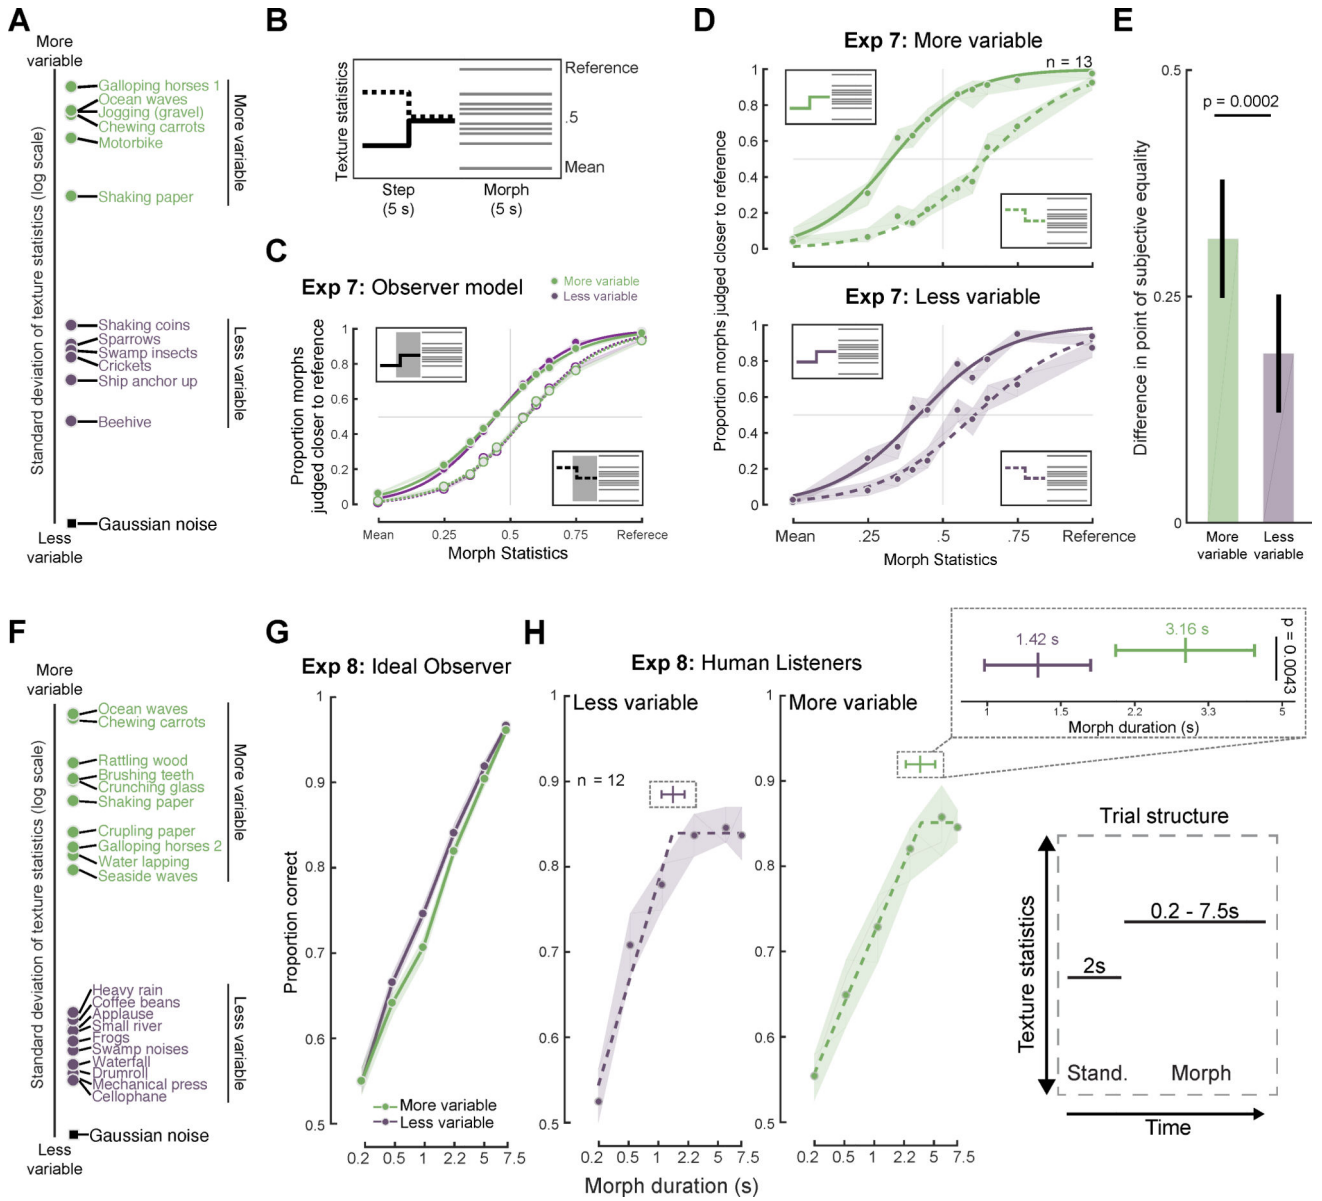 A
More
variable
Standard deviation of texture statistics (log scale)
Galloping horses 1
Ocean waves
Jogging (gravel)
Chewing carrots
Motorbike
Shaking paper
More variable
Shaking coins
Sparrows
Swamp insects
Crickets
Ship anchor up
Beehive
Less variable
Gaussian noise
Less
variable
B
Texture statistics
Reference
.5
Mean
Step
(5 s)
Morph
(5 s)
C
Exp 7: Observer model
More variable
Less variable
Proportion morphs
judged closer to reference
1
0.8
0.6
0.4
0.2
0
Mean
0.25
0.5
0.75
Referece
Morph Statistics
D
Exp 7: More variable
n = 13
Proportion morphs judged closer to reference
1
0.8
0.6
0.4
0.2
0
Exp 7: Less variable
1
0.8
0.6
0.4
0.2
0
Mean
.25
.5
.75
Referece
Morph Statistics
E
0.5
p = 0.0002
Difference in point of subjective equality
0.25
0
More
variable
Less
variable
F
More
variable
Standard deviation of texture statistics (log scale)
Ocean waves
Chewing carrots
Rattling wood
Brushing teeth
Crunching glass
Shaking paper
Crupling paper
Galloping horses 2
Water lapping
Seaside waves
More variable
Heavy rain
Coffee beans
Applause
Small river
Frogs
Swamp noises
Waterfall
Drumroll
Mechanical press
Cellophane
Less variable
Gaussian noise
Less
variable
G
Exp 8: Ideal Observer
Proportion correct
1
0.9
0.8
0.7
0.6
0.5
More variable
Less variable
0.2
0.5
1
2.2
5
7.5
H
Exp 8: Human Listeners
Less variable
n = 12
1
0.9
0.8
0.7
0.6
0.5
0.2
0.5
1
2.2
5
7.5
Morph duration (s)
More variable
1
0.9
0.8
0.7
0.6
0.5
0.2
0.5
1
2.2
5
7.5
1.42 s
3.16 s
p = 0.0043
1
1.5
2.2
3.3
5
Morph duration (s)
Trial structure
Texture statistics
0.2 - 7.5s
2s
Stand.
Morph
Time